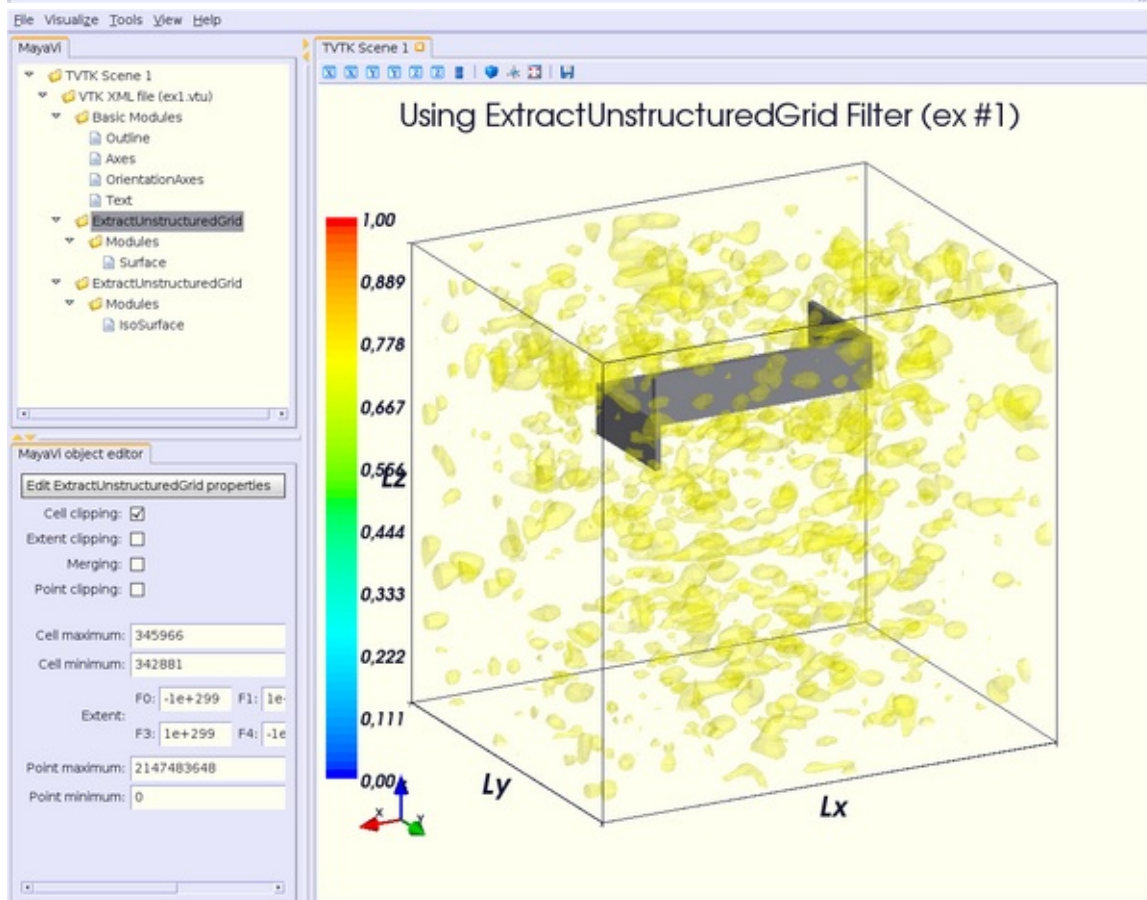 File Visualize Tools View Help
MayaVi
TVTK Scene 1
VTK XML file (ex1.vtu)
Basic Modules
Outline
Axes
OrientationAxes
Text
ExtractUnstructuredGrid
Modules
Surface
ExtractUnstructuredGrid
Modules
IsoSurface
MayaVi object editor
Edit ExtractUnstructuredGrid properties
Cell clipping:
Extent clipping:
Merging:
Point clipping:
Cell maximum: 345966
Cell minimum: 342881
Extent:
F0: -1e+299 F1: 1e-
F3: 1e+299 F4: -1e
Point maximum: 2147483648
Point minimum: 0
TVTK Scene 1
X X Y Y Z Z
Using ExtractUnstructuredGrid Filter (ex #1)
1,00
0,889
0,778
0,667
0,556
Lz
0,444
0,333
0,222
0,111
0,00
X
Y
Ly
Lx